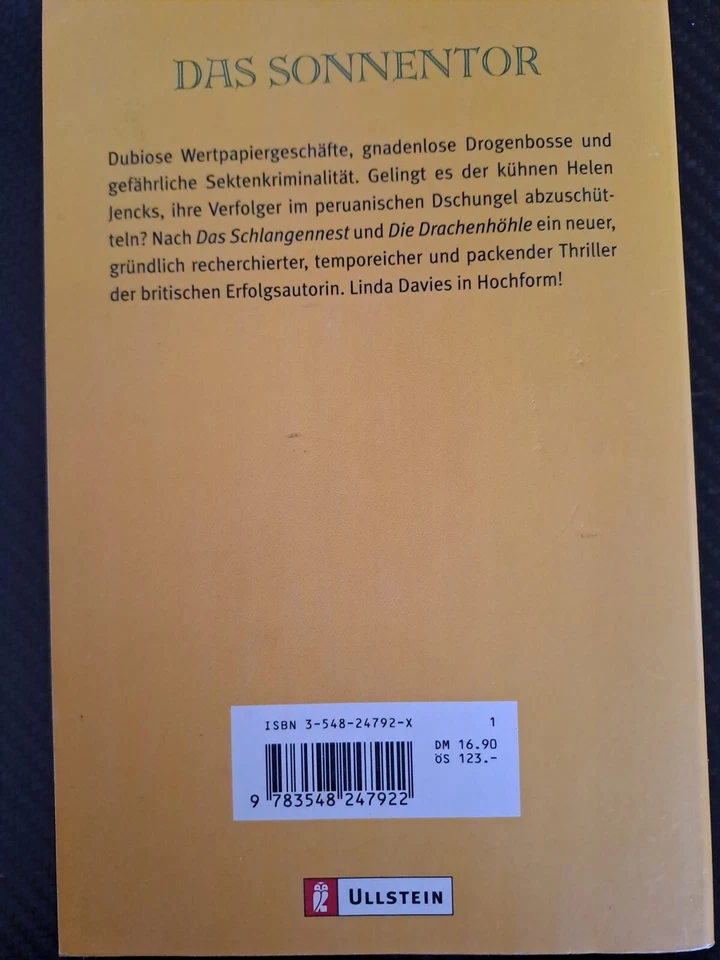 DAS SONNENTOR
Dubiose Wertpapiergeschäfte, gnadenlose Drogenbosse und
gefährliche Sektenkriminalität. Gelingt es der kühnen Helen
Jencks, ihre Verfolger im peruanischen Dschungel abzuschüt-
teln? Nach Das Schlangennest und Die Drachenhöhle ein neuer,
gründlich recherchierter, temporeicher und packender Thriller
der britischen Erfolgsautorin. Linda Davies in Hochform!
ISBN 3-548-24792-X 1
DM 16.90
öS 123.-
9 783548 247922
ULLSTEIN